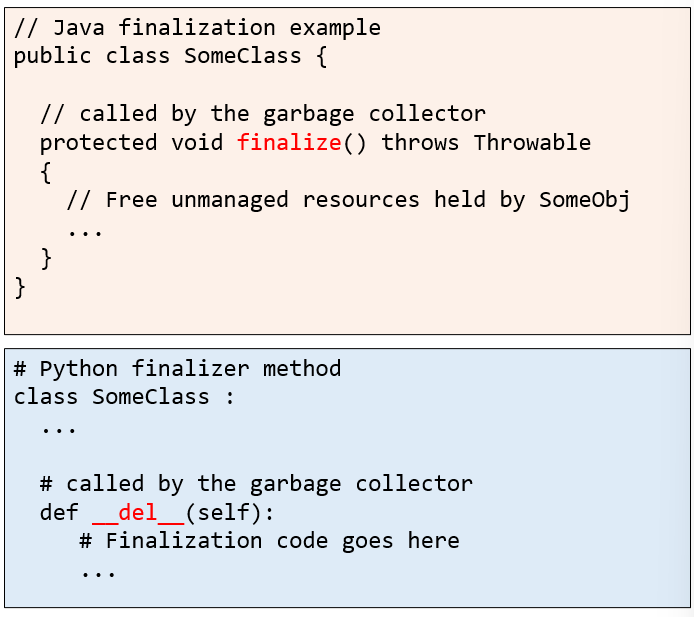 // Java finalization example
public class SomeClass {
// called by the garbage collector
protected void finalize() throws Throwable
{
// Free unmanaged resources held by SomeObj
...
}
}
# Python finalizer method
class SomeClass :
...
# called by the garbage collector
def __del__(self):
# Finalization code goes here
...